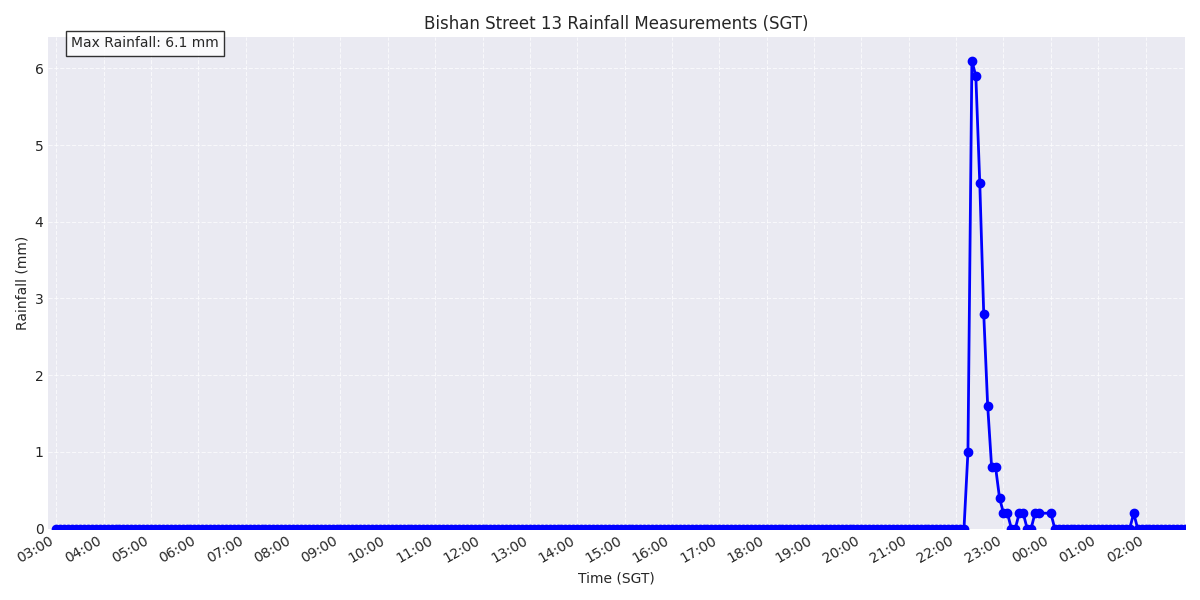 Bishan Street 13 Rainfall Measurements (SGT)
Max Rainfall: 6.1 mm
6
5
4
3
2
1
0
Rainfall (mm)
03:00 04:00 05:00 06:00 07:00 08:00 09:00 10:00 11:00 12:00 13:00 14:00 15:00 16:00 17:00 18:00 19:00 20:00 21:00 22:00 23:00 00:00 01:00 02:00
Time (SGT)